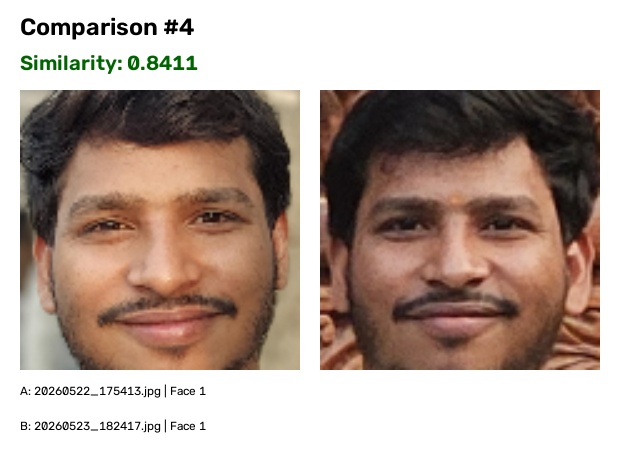 Comparison #4
Similarity: 0.8411
A: 20260522_175413.jpg | Face 1
B: 20260523_182417.jpg | Face 1